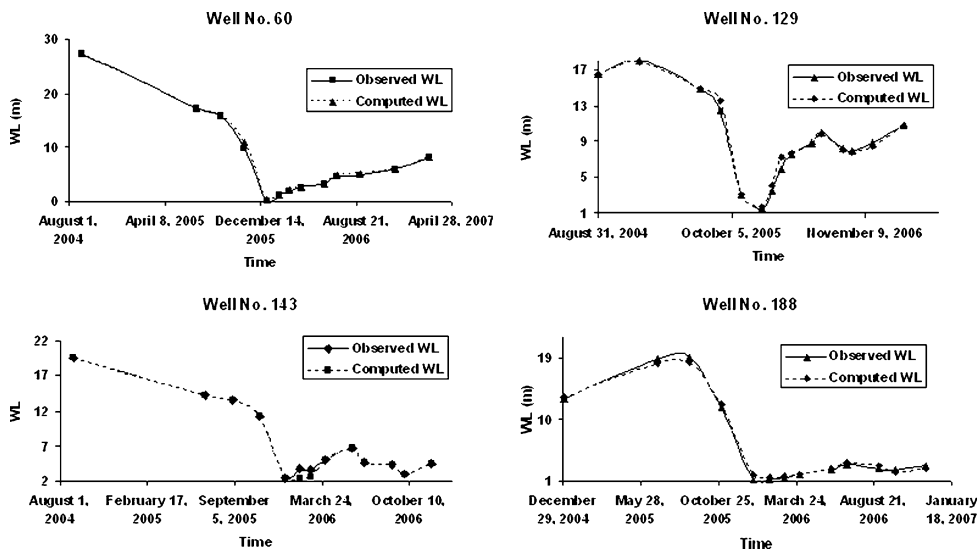 Well No. 60
30
20
10
0
WL (m)
Observed WL
Computed WL
August 1,
2004
April 8, 2005
December 14,
2005
August 21,
2006
April 28, 2007
Time
Well No. 129
17
13
9
5
1
WL (m)
Observed WL
Computed WL
August 31, 2004
October 5, 2005
November 9, 2006
Time
Well No. 143
22
17
12
7
2
WL
Observed WL
Computed WL
August 1,
2004
February 17,
2005
September
5, 2005
March 24,
2006
October 10,
2006
Time
Well No. 188
19
10
1
WL (m)
Observed WL
Computed WL
December
29, 2004
May 28,
2005
October 25,
2005
March 24,
2006
August 21,
2006
January
18, 2007
Time